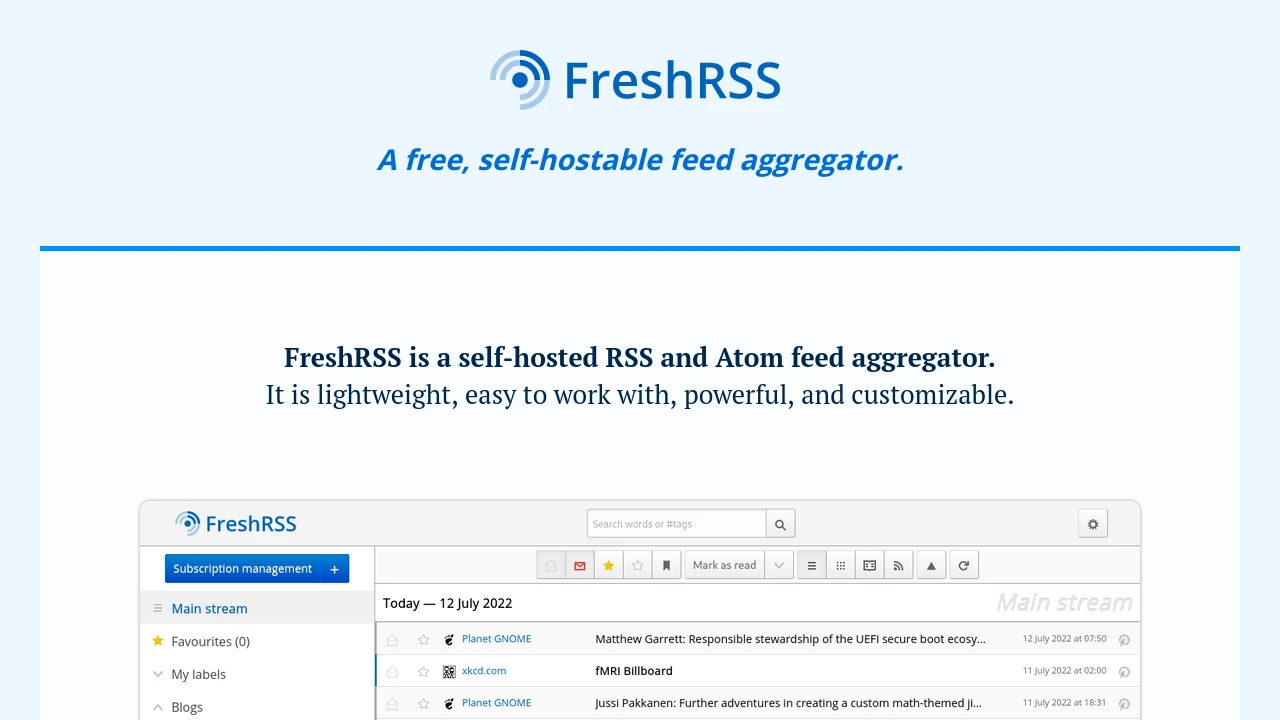 FreshRSS
A free, self-hostable feed aggregator.
FreshRSS is a self-hosted RSS and Atom feed aggregator.
It is lightweight, easy to work with, powerful, and customizable.
FreshRSS
Search words or #tags
Subscription management +
Mark as read
Main stream
Today — 12 July 2022
Main stream
Favourites (0)
Planet GNOME Matthew Garrett: Responsible stewardship of the UEFI secure boot ecosy... 12 July 2022 at 07:50
My labels
xkcd.com fMRI Billboard 11 July 2022 at 02:00
Blogs
Planet GNOME Jussi Pakkanen: Further adventures in creating a custom math-themed ji... 11 July 2022 at 18:31